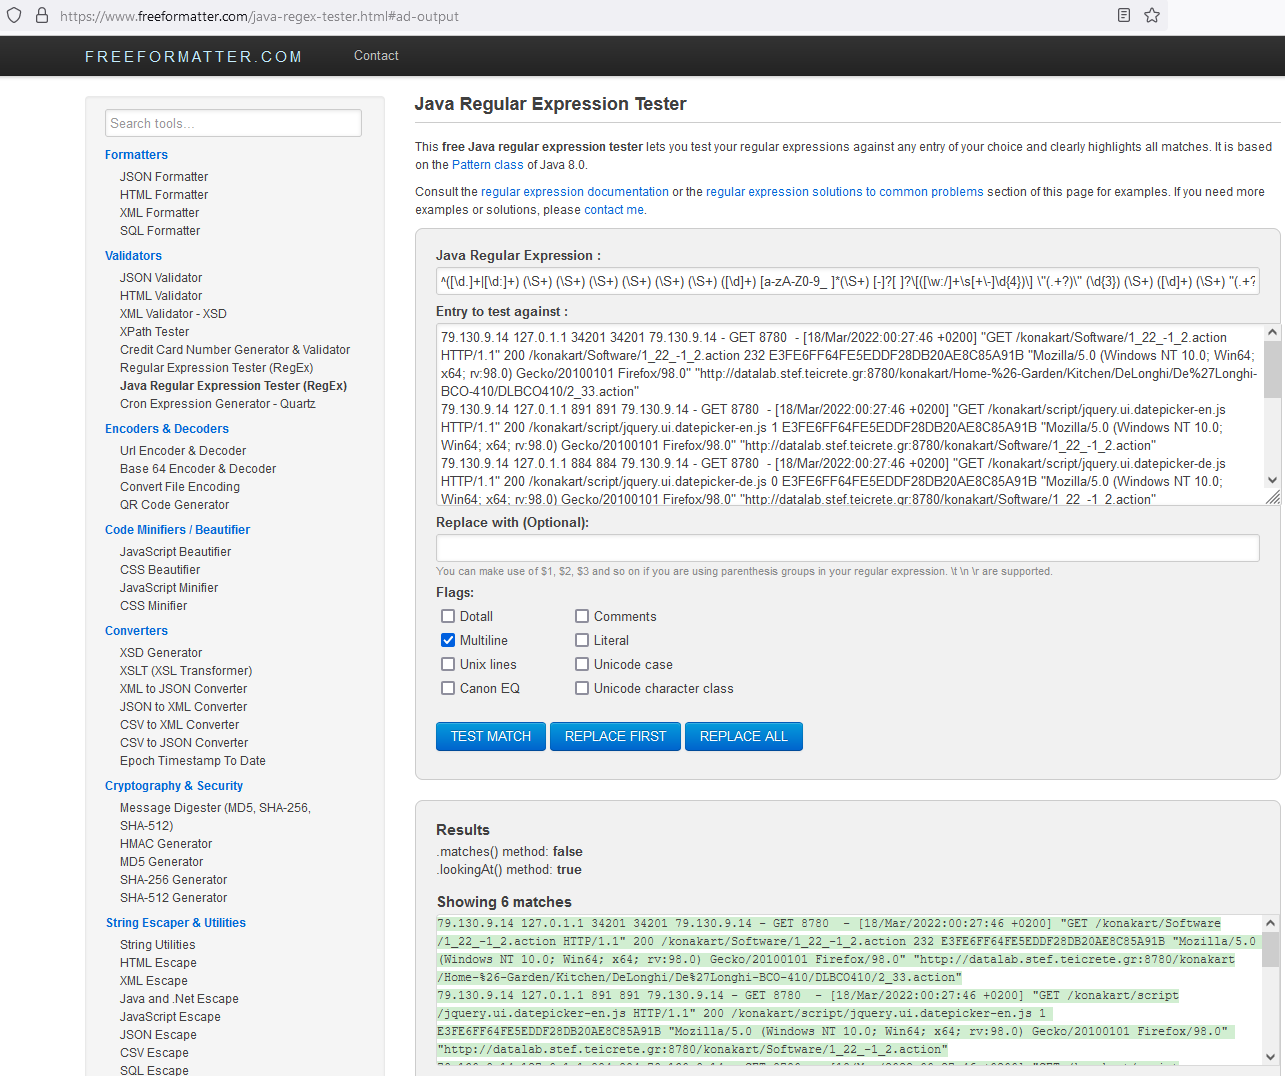 https://www.freeformatter.com/java-regex-tester.html#ad-output
FREEFORMATTER.COM
Contact
Search tools...
Formatters
JSON Formatter
HTML Formatter
XML Formatter
SQL Formatter
Validators
JSON Validator
HTML Validator
XML Validator - XSD
XPath Tester
Credit Card Number Generator & Validator
Regular Expression Tester (RegEx)
Java Regular Expression Tester (RegEx)
Cron Expression Generator - Quartz
Encoders & Decoders
Url Encoder & Decoder
Base 64 Encoder & Decoder
Convert File Encoding
QR Code Generator
Code Minifiers / Beautifier
JavaScript Beautifier
CSS Beautifier
JavaScript Minifier
CSS Minifier
Converters
XSD Generator
XSLT (XSL Transformer)
XML to JSON Converter
JSON to XML Converter
CSV to XML Converter
CSV to JSON Converter
Epoch Timestamp To Date
Cryptography & Security
Message Digester (MD5, SHA-256,
SHA-512)
HMAC Generator
MD5 Generator
SHA-256 Generator
SHA-512 Generator
String Escaper & Utilities
String Utilities
HTML Escape
XML Escape
Java and .Net Escape
JavaScript Escape
JSON Escape
CSV Escape
SQL Escape
Java Regular Expression Tester
This free Java regular expression tester lets you test your regular expressions against any entry of your choice and clearly highlights all matches. It is based
on the Pattern class of Java 8.0.
Consult the regular expression documentation or the regular expression solutions to common problems section of this page for examples. If you need more
examples or solutions, please contact me.
Java Regular Expression :
^([\d.]+|[\d:]+) (\S+) (\S+) (\S+) (\S+) (\S+) (\S+) ([\d]+) [a-zA-Z0-9_ ]*(\S+) [-]?[ ]?\[([\w:/]+\s[+\-]\d{4})\] \"(.+?)\" (\d{3}) (\S+) ([\d]+) (\S+) "(.+?
Entry to test against :
79.130.9.14 127.0.1.1 34201 34201 79.130.9.14 - GET 8780  - [18/Mar/2022:00:27:46 +0200] "GET /konakart/Software/1_22_-1_2.action
HTTP/1.1" 200 /konakart/Software/1_22_-1_2.action 232 E3FE6FF64FE5EDDF28DB20AE8C85A91B "Mozilla/5.0 (Windows NT 10.0; Win64;
x64; rv:98.0) Gecko/20100101 Firefox/98.0" "http://datalab.stef.teicrete.gr:8780/konakart/Home-%26-Garden/Kitchen/DeLonghi/De%27Longhi-
BCO-410/DLBCO410/2_33.action"
79.130.9.14 127.0.1.1 891 891 79.130.9.14 - GET 8780  - [18/Mar/2022:00:27:46 +0200] "GET /konakart/script/jquery.ui.datepicker-en.js
HTTP/1.1" 200 /konakart/script/jquery.ui.datepicker-en.js 1 E3FE6FF64FE5EDDF28DB20AE8C85A91B "Mozilla/5.0 (Windows NT 10.0;
Win64; x64; rv:98.0) Gecko/20100101 Firefox/98.0" "http://datalab.stef.teicrete.gr:8780/konakart/Software/1_22_-1_2.action"
79.130.9.14 127.0.1.1 884 884 79.130.9.14 - GET 8780  - [18/Mar/2022:00:27:46 +0200] "GET /konakart/script/jquery.ui.datepicker-de.js
HTTP/1.1" 200 /konakart/script/jquery.ui.datepicker-de.js 0 E3FE6FF64FE5EDDF28DB20AE8C85A91B "Mozilla/5.0 (Windows NT 10.0;
Win64; x64; rv:98.0) Gecko/20100101 Firefox/98.0" "http://datalab.stef.teicrete.gr:8780/konakart/Software/1_22_-1_2.action"
Replace with (Optional):
You can make use of $1, $2, $3 and so on if you are using parenthesis groups in your regular expression. \t \n \r are supported.
Flags:
Dotall
Comments
Multiline
Literal
Unix lines
Unicode case
Canon EQ
Unicode character class
TEST MATCH
REPLACE FIRST
REPLACE ALL
Results
.matches() method: false
.lookingAt() method: true
Showing 6 matches
79.130.9.14 127.0.1.1 34201 34201 79.130.9.14 - GET 8780  - [18/Mar/2022:00:27:46 +0200] "GET /konakart/Software
/1_22_-1_2.action HTTP/1.1" 200 /konakart/Software/1_22_-1_2.action 232 E3FE6FF64FE5EDDF28DB20AE8C85A91B "Mozilla/5.0
(Windows NT 10.0; Win64; x64; rv:98.0) Gecko/20100101 Firefox/98.0" "http://datalab.stef.teicrete.gr:8780/konakart
/Home-%26-Garden/Kitchen/DeLonghi/De%27Longhi-BCO-410/DLBCO410/2_33.action"
79.130.9.14 127.0.1.1 891 891 79.130.9.14 - GET 8780  - [18/Mar/2022:00:27:46 +0200] "GET /konakart/script
/jquery.ui.datepicker-en.js HTTP/1.1" 200 /konakart/script/jquery.ui.datepicker-en.js 1
E3FE6FF64FE5EDDF28DB20AE8C85A91B "Mozilla/5.0 (Windows NT 10.0; Win64; x64; rv:98.0) Gecko/20100101 Firefox/98.0"
"http://datalab.stef.teicrete.gr:8780/konakart/Software/1_22_-1_2.action"